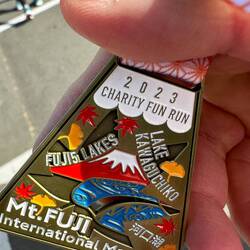 2023
CHARITY FUN RUN
FUJI 5 LAKES
LAKE
KAWAGUCHIKO
Mt.FUJI
International
河口湖